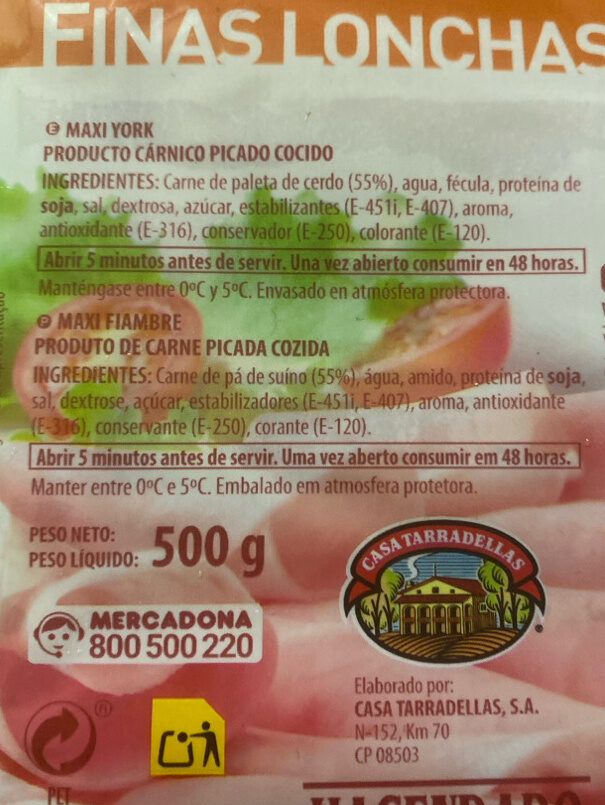 FINAS LONCHAS
E MAXI YORK
PRODUCTO CÁRNICO PICADO COCIDO
INGREDIENTES: Carne de paleta de cerdo (55%), agua, fécula, proteína de
soja, sal, dextrosa, azúcar, estabilizantes (E-451i, E-407), aroma,
antioxidante (E-316), conservador (E-250), colorante (E-120).
Abrir 5 minutos antes de servir. Una vez abierto consumir en 48 horas.
Manténgase entre 0ºC y 5ºC. Envasado en atmósfera protectora.
P MAXI FIAMBRE
PRODUTO DE CARNE PICADA COZIDA
INGREDIENTES: Carne de pá de suíno (55%), água, amido, proteína de soja,
sal, dextrose, açúcar, estabilizadores (E-451i, E-407), aroma, antioxidante
(E-316), conservante (E-250), corante (E-120).
Abrir 5 minutos antes de servir. Uma vez aberto consumir em 48 horas.
Manter entre 0ºC e 5ºC. Embalado em atmosfera protetora.
PESO NETO:
PESO LÍQUIDO: 500 g
CASA TARRADELLAS
MERCADONA
800 500 220
Elaborado por:
CASA TARRADELLAS, S.A.
N-152, Km 70
CP 08503
®
PET
HACENDADO